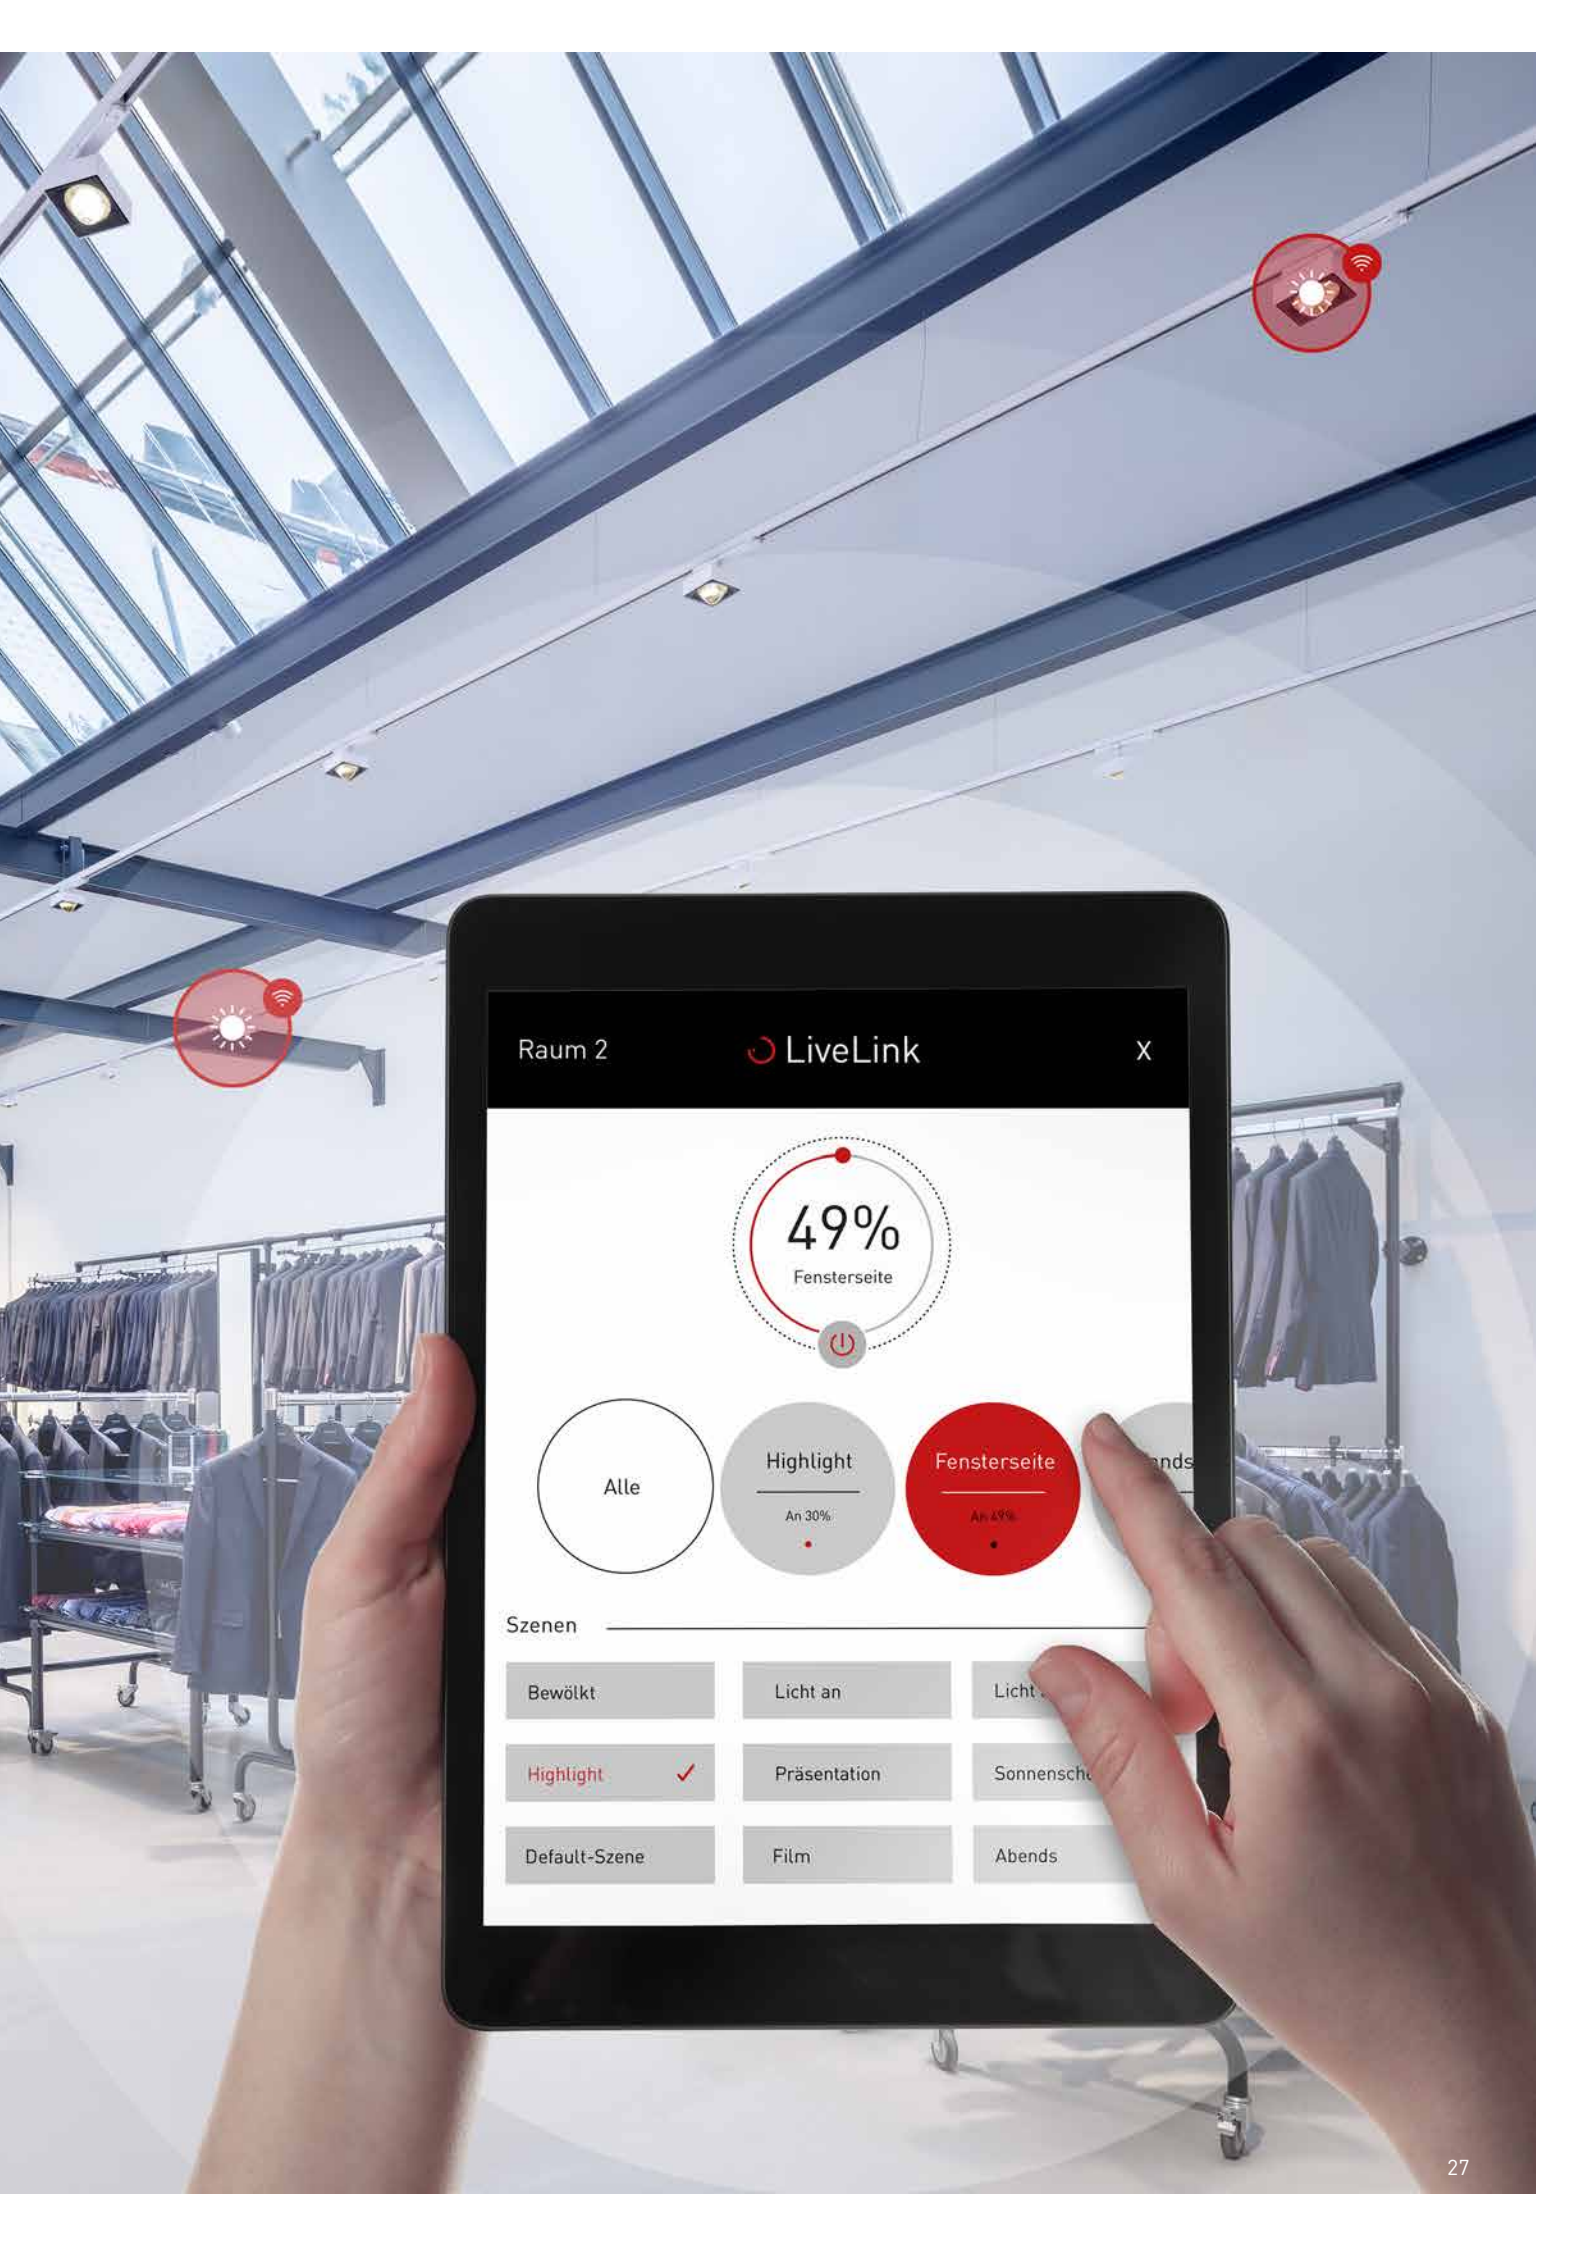 Raum 2
LiveLink
X
49%
Fensterseite
Alle
Highlight
An 30%
Fensterseite
An 49%
Szenen
Bewölkt
Licht an
Licht
Highlight
Präsentation
Default-Szene
Film
Abends
27